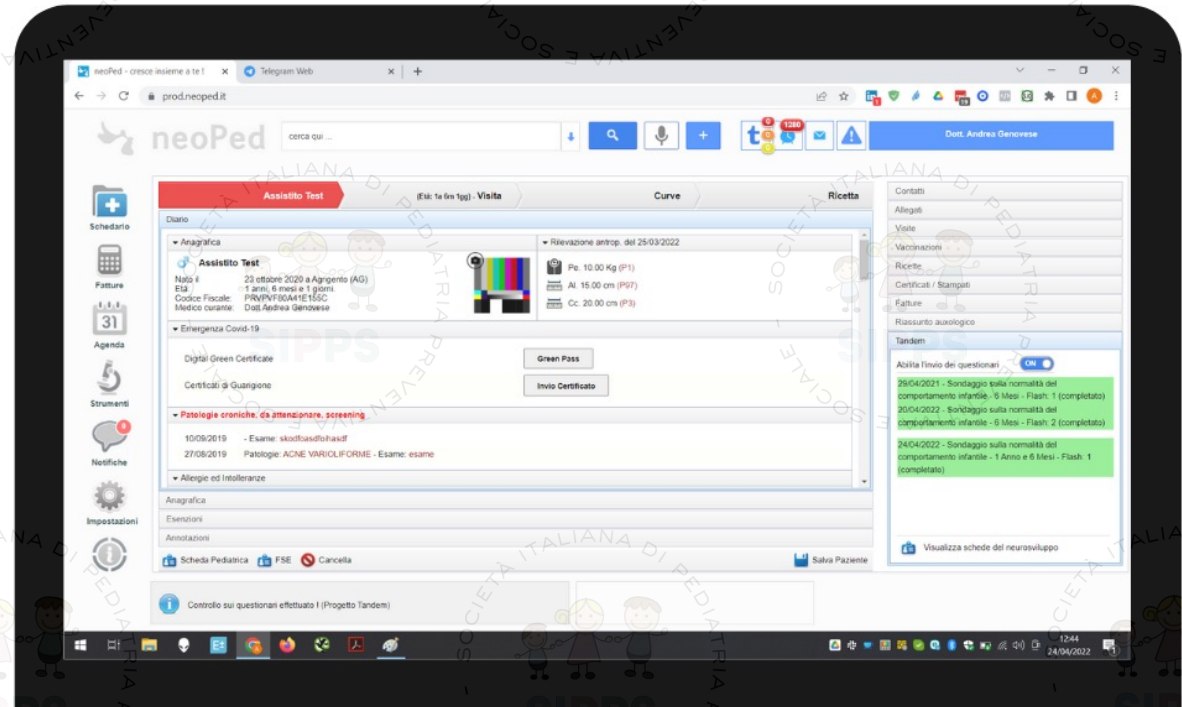 neoPed - cresce insieme a te !
Telegram Web
prod.neoped.it
neoPed
cerca qui ...
1280
Dott. Andrea Genovese
Schedario
Fatture
31
Agenda
Strumenti
Notifiche
Impostazioni
Assistito Test
(Età: 1a 6m 1gg) - Visita
Curve
Ricetta
Diario
Anagrafica
Assistito Test
Nato il 23 ottobre 2020 a Agrigento (AG)
Età 1 anni, 6 mesi e 1 giorni
Codice Fiscale: PRVPVF80A41E155C
Medico curante: Dott.Andrea Genovese
Rilevazione antrop. del 25/03/2022
Pe. 10.00 Kg (P1)
Al. 15.00 cm (P97)
Cc. 20.00 cm (P3)
Emergenza Covid-19
Digital Green Certificate
Green Pass
Certificati di Guarigione
Invio Certificato
Patologie croniche, da attenzionare, screening
10/09/2019 - Esame: skodfoasdfoihasdf
27/08/2019 Patologie: ACNE VARIOLIFORME - Esame: esame
Allergie ed Intolleranze
Anagrafica
Esenzioni
Annotazioni
Scheda Pediatrica
FSE
Cancella
Salva Paziente
Contatti
Allegati
Visite
Vaccinazioni
Ricette
Certificati / Stampati
Fatture
Riassunto auxologico
Tandem
Abilita l'invio dei questionari
ON
29/04/2021 - Sondaggio sulla normalità del
comportamento infantile - 6 Mesi - Flash: 1 (completato)
20/04/2022 - Sondaggio sulla normalità del
comportamento infantile - 6 Mesi - Flash: 2 (completato)
24/04/2022 - Sondaggio sulla normalità del
comportamento infantile - 1 Anno e 6 Mesi - Flash: 1
(completato)
Visualizza schede del neurosviluppo
Controllo sui questionari effettuato ! (Progetto Tandem)
12:44
24/04/2022
SIPPS
SOCIETÀ ITALIANA DI PEDIATRIA PREVENTIVA E SOCIALE